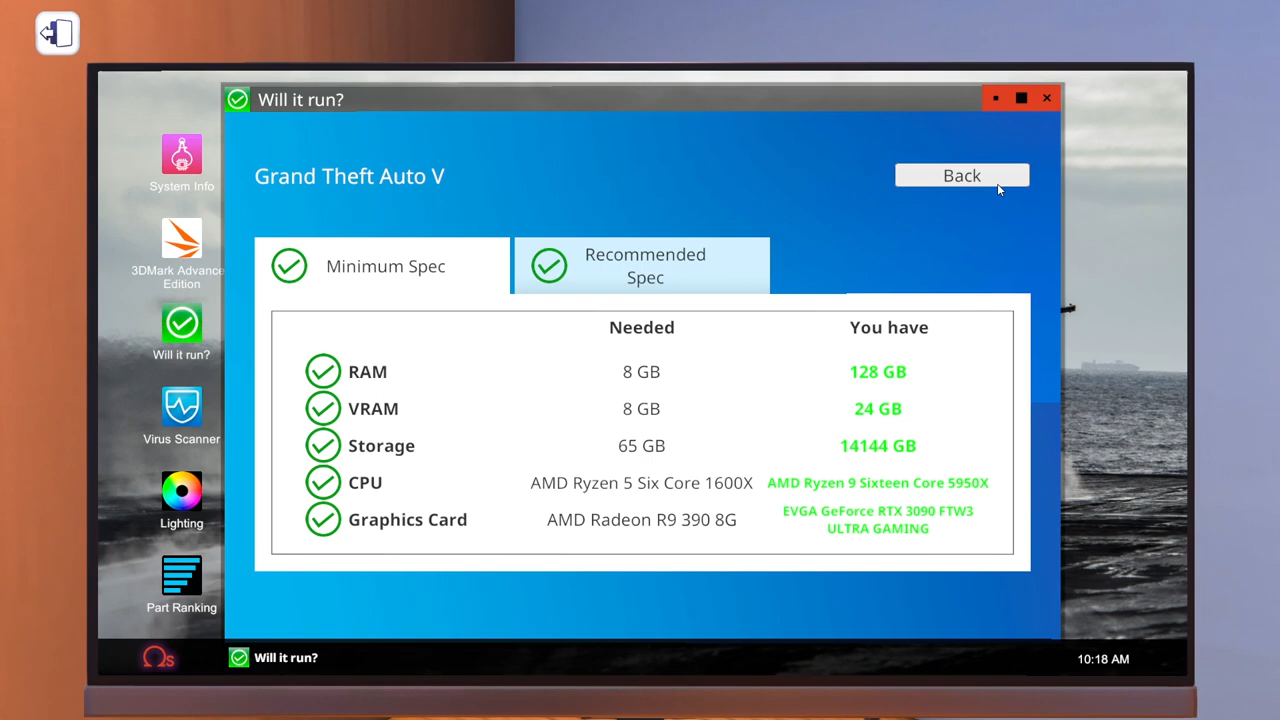 Will it run?
System Info
3DMark Advance
Edition
Will it run?
Virus Scanner
Lighting
Part Ranking
Grand Theft Auto V
Back
Minimum Spec
Recommended
Spec
Needed You have
RAM 8 GB 128 GB
VRAM 8 GB 24 GB
Storage 65 GB 14144 GB
CPU AMD Ryzen 5 Six Core 1600X AMD Ryzen 9 Sixteen Core 5950X
Graphics Card AMD Radeon R9 390 8G EVGA GeForce RTX 3090 FTW3
ULTRA GAMING
Ωs
Will it run?
10:18 AM